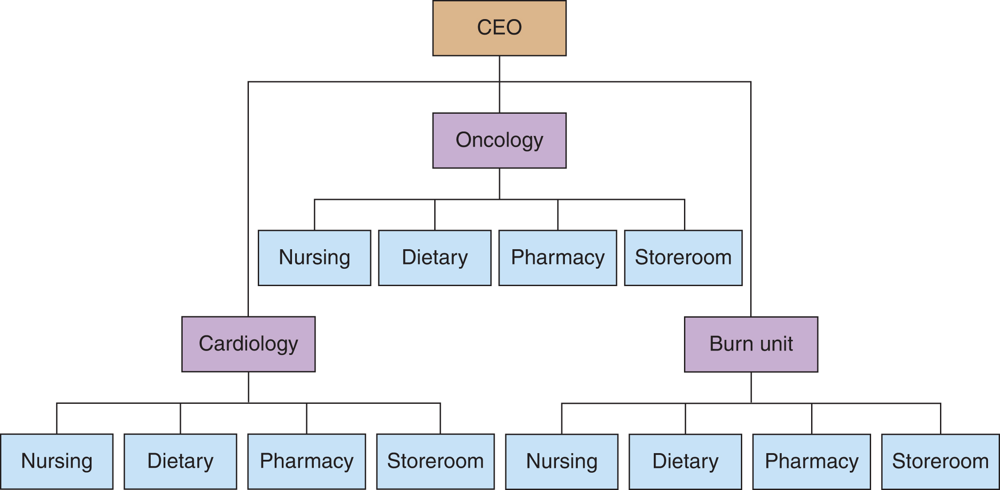 CEO
Oncology
Nursing Dietary Pharmacy Storeroom
Cardiology Burn unit
Nursing Dietary Pharmacy Storeroom Nursing Dietary Pharmacy Storeroom